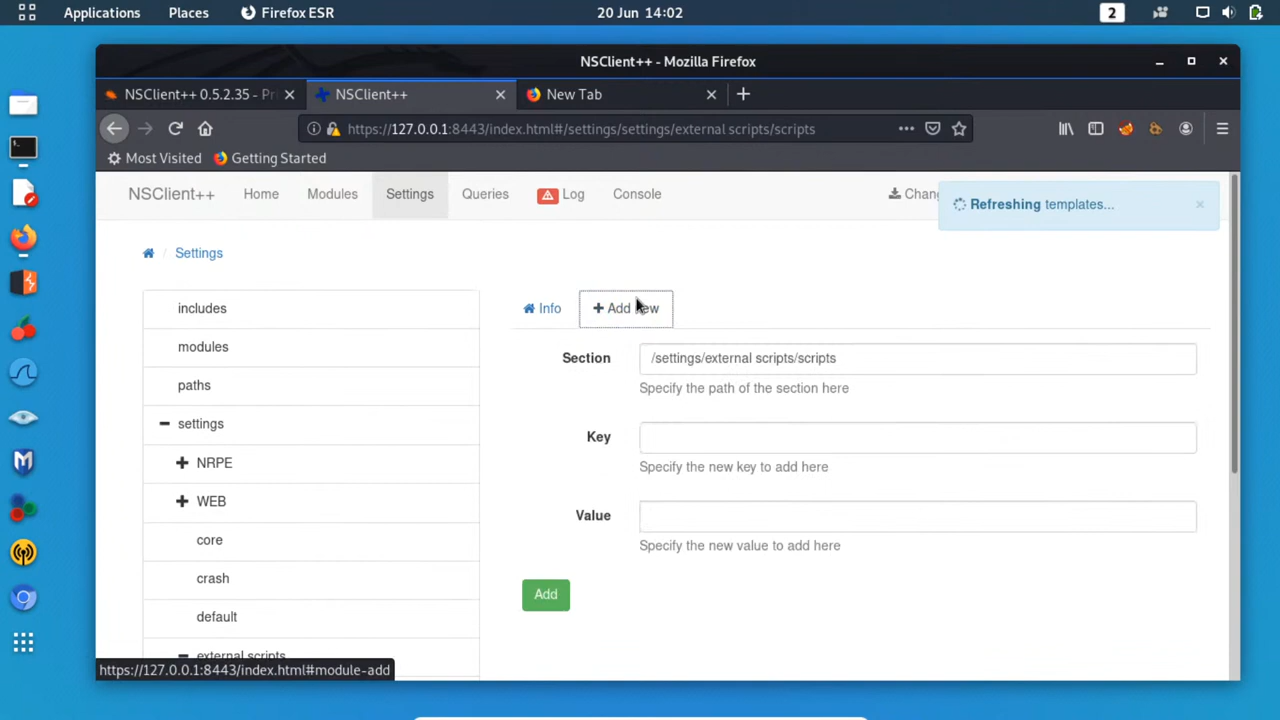 Applications Places Firefox ESR 20 Jun 14:02 2
NSClient++ - Mozilla Firefox
NSClient++ 0.5.2.35 - Pri NSClient++ New Tab
https://127.0.0.1:8443/index.html#/settings/settings/external scripts/scripts
Most Visited Getting Started
NSClient++ Home Modules Settings Queries Log Console Chan
Refreshing templates... ×
/ Settings
includes
modules
paths
settings
NRPE
WEB
core
crash
default
external scripts
Info Add New
Section /settings/external scripts/scripts
Specify the path of the section here
Key
Specify the new key to add here
Value
Specify the new value to add here
Add
https://127.0.0.1:8443/index.html#module-add